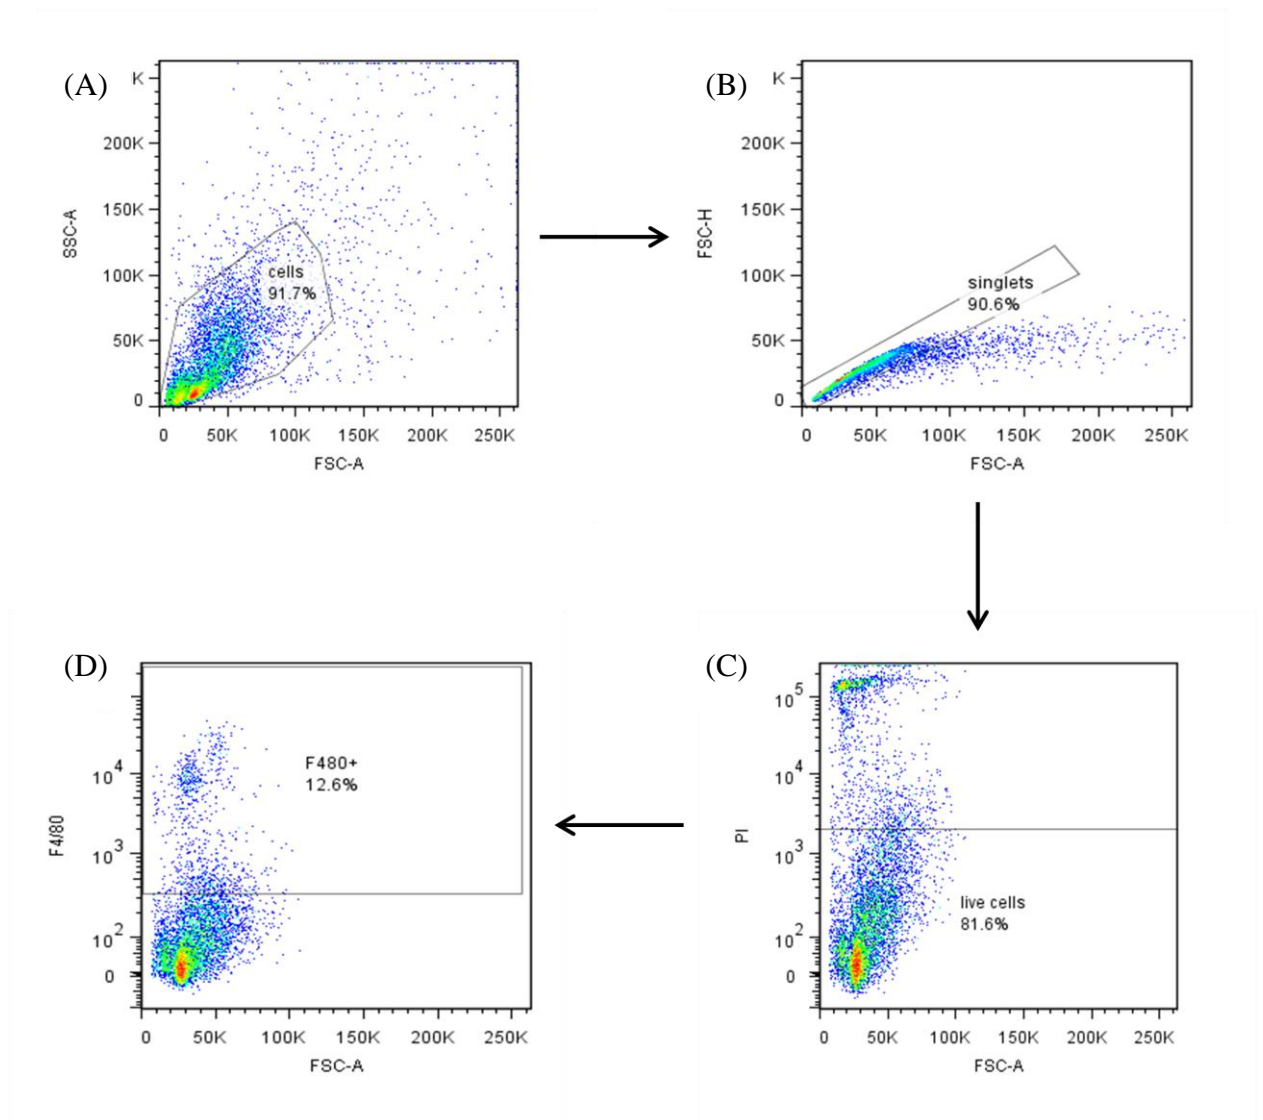 (A)
K
200K
150K
100K
50K
0
SSC-A
cells
91.7%
0 50K 100K 150K 200K 250K
FSC-A
(B)
K
200K
150K
100K
50K
0
FSC-H
singlets
90.6%
0 50K 100K 150K 200K 250K
FSC-A
(D)
10^4
10^3
10^2
0
F4/80
F480+
12.6%
0 50K 100K 150K 200K 250K
FSC-A
(C)
10^5
10^4
10^3
10^2
0
PI
live cells
81.6%
0 50K 100K 150K 200K 250K
FSC-A